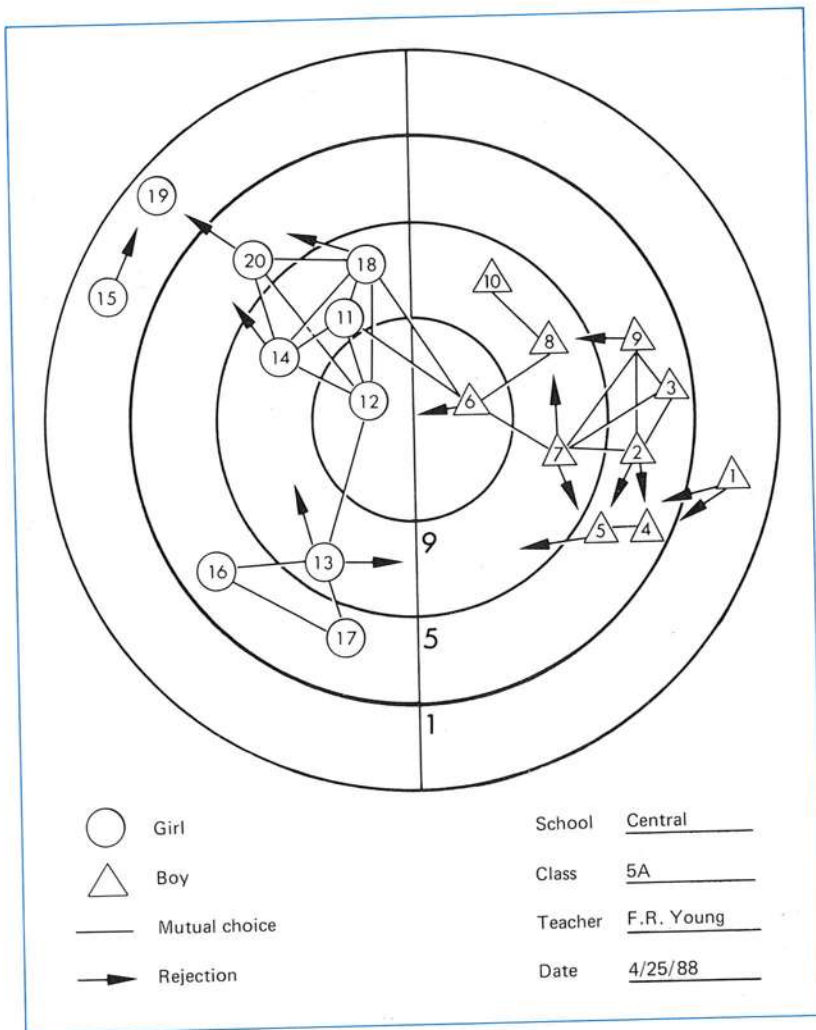 19
15
20
18
10
11
9
8
14
3
12
6
7
2
1
5
4
9
13
16
17
5
1
Girl
School Central
Boy
Class 5A
Mutual choice
Teacher F.R. Young
Rejection
Date 4/25/88